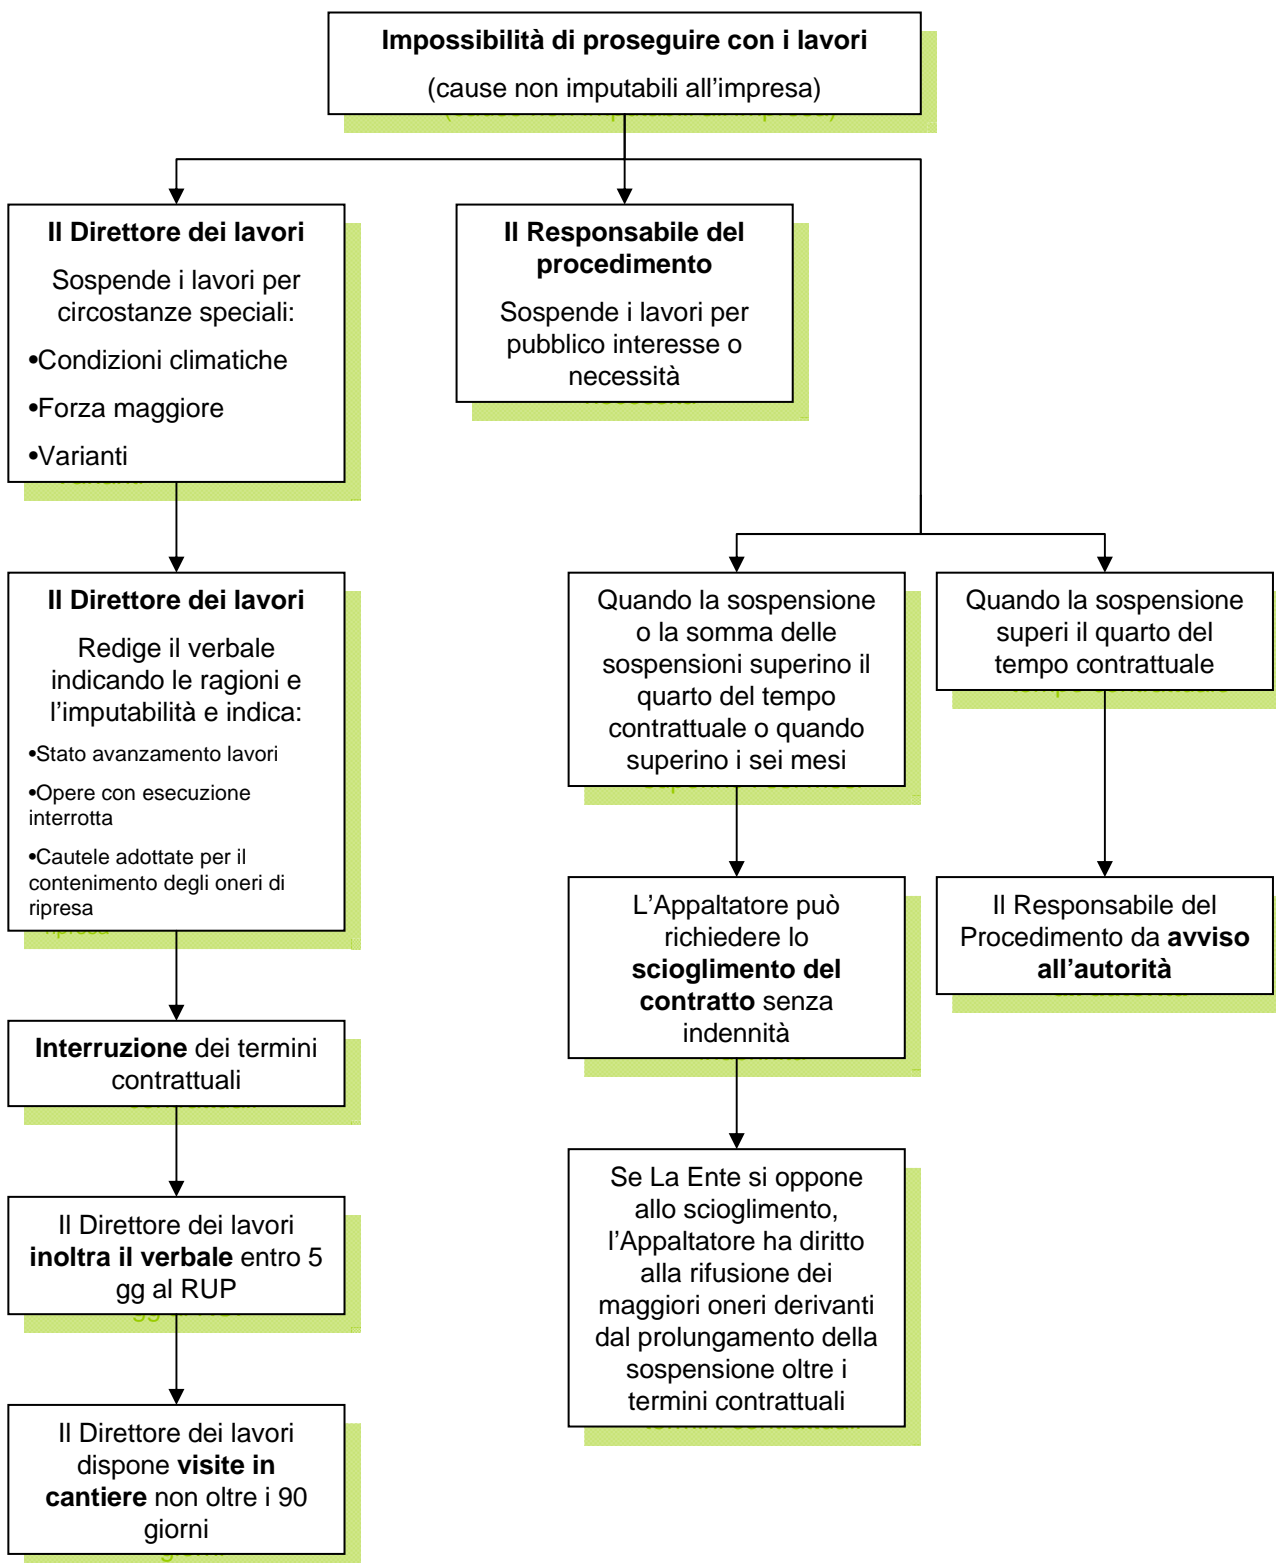 Impossibilità di proseguire con i lavori
(cause non imputabili all'impresa)
Il Direttore dei lavori
Sospende i lavori per
circostanze speciali:
•Condizioni climatiche
•Forza maggiore
•Varianti
Il Responsabile del
procedimento
Sospende i lavori per
pubblico interesse o
necessità
Il Direttore dei lavori
Redige il verbale
indicando le ragioni e
l'imputabilità e indica:
•Stato avanzamento lavori
•Opere con esecuzione
interrotta
•Cautele adottate per il
contenimento degli oneri di
ripresa
Quando la sospensione
o la somma delle
sospensioni superino il
quarto del tempo
contrattuale o quando
superino i sei mesi
Quando la sospensione
superi il quarto del
tempo contrattuale
L'Appaltatore può
richiedere lo
scioglimento del
contratto senza
indennità
Il Responsabile del
Procedimento da avviso
all'autorità
Interruzione dei termini
contrattuali
Il Direttore dei lavori
inoltra il verbale entro 5
gg al RUP
Se La Ente si oppone
allo scioglimento,
l'Appaltatore ha diritto
alla rifusione dei
maggiori oneri derivanti
dal prolungamento della
sospensione oltre i
termini contrattuali
Il Direttore dei lavori
dispone visite in
cantiere non oltre i 90
giorni